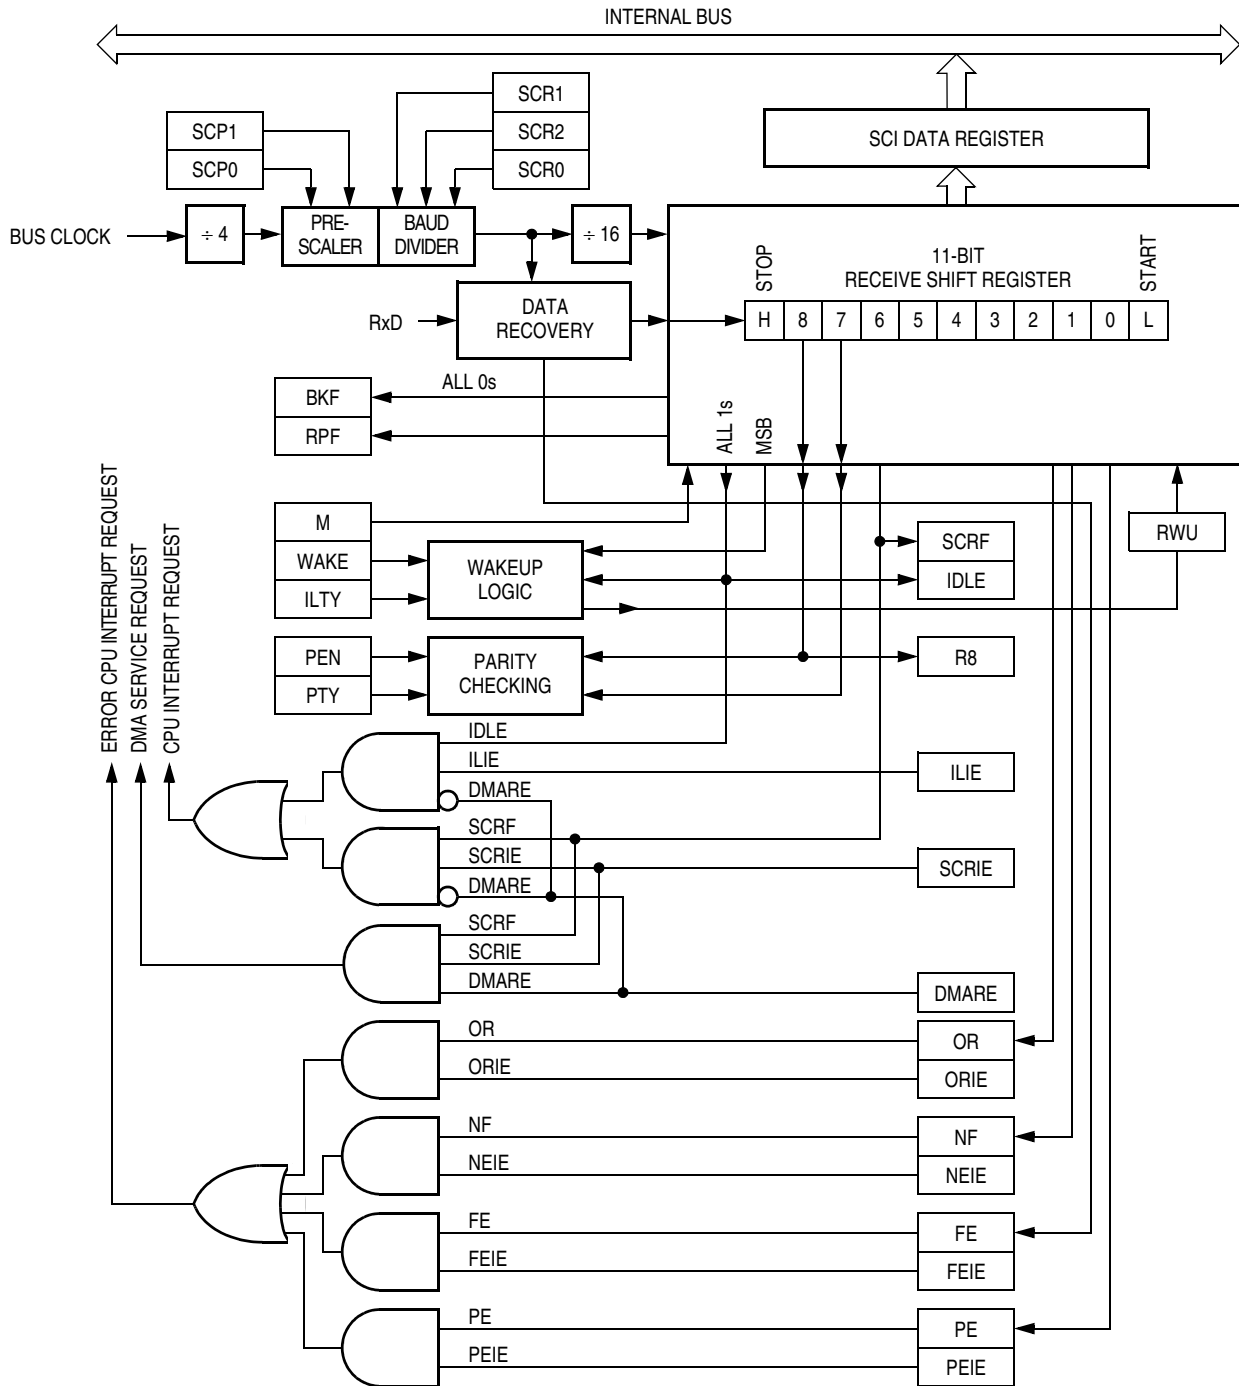 INTERNAL BUS
SCR1
SCR2
SCR0
SCP1
SCP0
SCI DATA REGISTER
BUS CLOCK
÷ 4
PRE-
SCALER
BAUD
DIVIDER
÷ 16
STOP
11-BIT
RECEIVE SHIFT REGISTER
START
H 8 7 6 5 4 3 2 1 0 L
RxD
DATA
RECOVERY
ALL 0s
BKF
RPF
ALL 1s
MSB
M
WAKE
ILTY
WAKEUP
LOGIC
SCRF
IDLE
RWU
PEN
PTY
PARITY
CHECKING
R8
ERROR CPU INTERRUPT REQUEST
DMA SERVICE REQUEST
CPU INTERRUPT REQUEST
IDLE
ILIE
ILIE
DMARE
SCRF
SCRIE
SCRIE
DMARE
SCRF
SCRIE
DMARE
DMARE
OR
OR
ORIE
ORIE
NF
NF
NEIE
NEIE
FE
FE
FEIE
FEIE
PE
PE
PEIE
PEIE